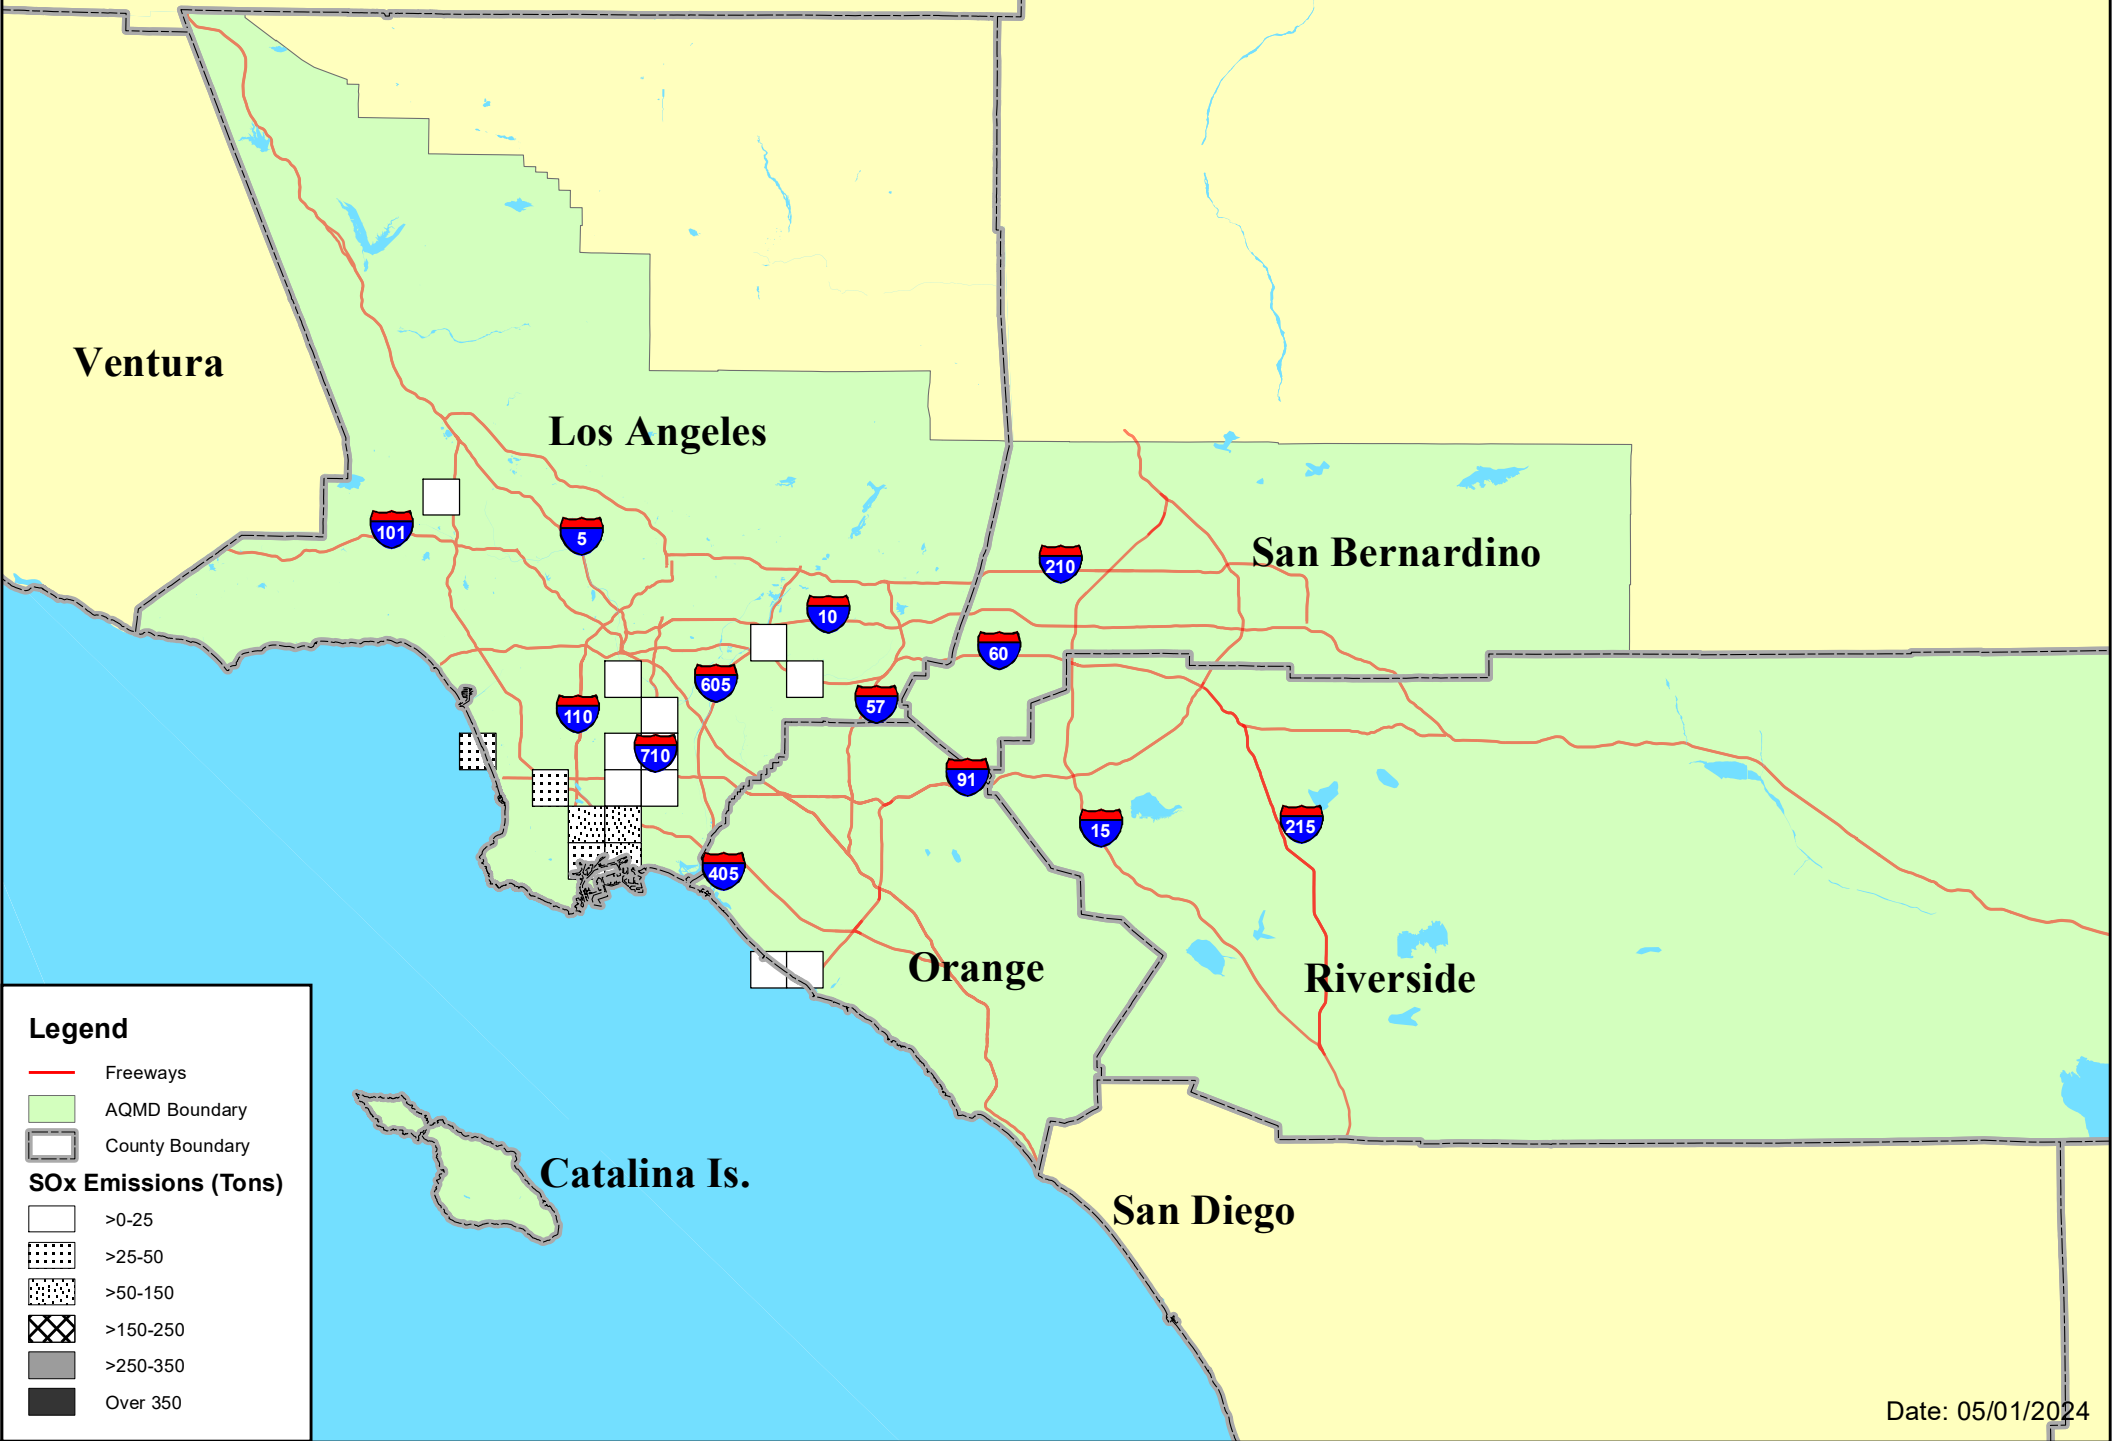 Ventura
Los Angeles
101
5
210
San Bernardino
10
60
605
57
110
710
91
15
215
405
Orange
Riverside
Catalina Is.
San Diego
Legend
Freeways
AQMD Boundary
County Boundary
SOx Emissions (Tons)
>0-25
>25-50
>50-150
>150-250
>250-350
Over 350
Date: 05/01/2024